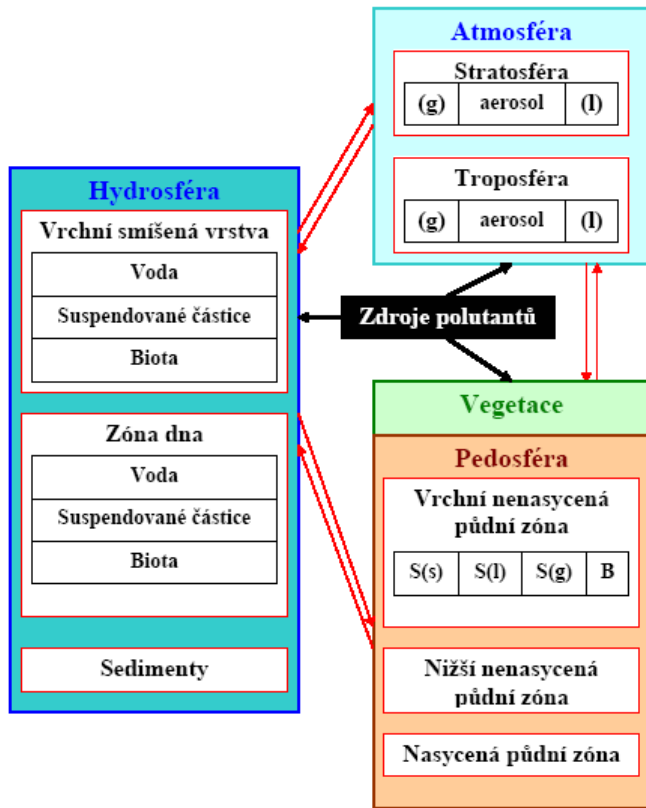 Atmosféra
Stratosféra
(g) aerosol (l)
Troposféra
(g) aerosol (l)
Hydrosféra
Vrchní smíšená vrstva
Voda
Suspendované částice
Biota
Zóna dna
Voda
Suspendované částice
Biota
Sedimenty
Zdroje polutantů
Vegetace
Pedosféra
Vrchní nenasycená
půdní zóna
S(s) S(l) S(g) B
Nižší nenasycená
půdní zóna
Nasycená půdní zóna